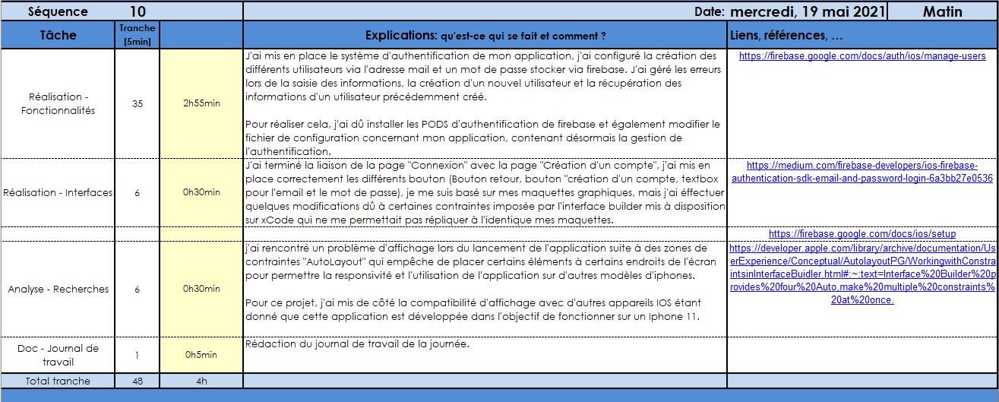 Séquence 10 Date: mercredi, 19 mai 2021 Matin
Tâche Tranche [5min] Explications: qu'est-ce qui se fait et comment ? Liens, références, …
Réalisation -
Fonctionnalités
35
2h55min
J'ai mis en place le système d'authentification de mon application, j'ai configuré la création des
différents utilisateurs via l'adresse mail et un mot de passe stocker via firebase. J'ai géré les erreurs
lors de la saisie des informations, la création d'un nouvel utilisateur et la récupération des
informations d'un utilisateur précédemment créé.
Pour réaliser cela, j'ai dû installer les PODS d'authentification de firebase et également modifier le
fichier de configuration concernant mon application, contenant désormais la gestion de
l'authentification.
https://firebase.google.com/docs/auth/ios/manage-users
Réalisation - Interfaces
6
0h30min
J'ai terminé la liaison de la page "Connexion" avec la page "Création d'un compte", j'ai mis en
place correctement les différents bouton (Bouton retour, bouton "création d'un compte, textbox
pour l'email et le mot de passe), je me suis basé sur mes maquettes graphiques, mais j'ai éffectuer
quelques modifications dû à certaines contraintes imposée par l'interface builder mis à disposition
sur xCode qui ne me permettait pas répliquer à l'identique mes maquettes.
https://medium.com/firebase-developers/ios-firebase-
authentication-sdk-email-and-password-login-6a3bb27e0536
https://firebase.google.com/docs/ios/setup
Analyse - Recherches
6
0h30min
j'ai rencontré un problème d'affichage lors du lancement de l'application suite à des zones de
contraintes "AutoLayout" qui empêche de placer certains éléments à certains endroits de l'écran
pour permettre la responsivité et l'utilisation de l'application sur d'autres modèles d'iphones.
Pour ce projet, j'ai mis de côté la compatibilité d'affichage avec d'autres appareils IOS étant
donné que cette application est développée dans l'objectif de fonctionner sur un Iphone 11.
https://developer.apple.com/library/archive/documentation/Us
erExperience/Conceptual/AutolayoutPG/WorkingwithConstra
intsinInterfaceBuidler.html#:~:text=Interface%20Builder%20p
rovides%20four%20Auto,make%20multiple%20constraints%
20at%20once.
Doc - Journal de
travail
1
0h5min
Rédaction du journal de travail de la journée.
Total tranche 48 4h